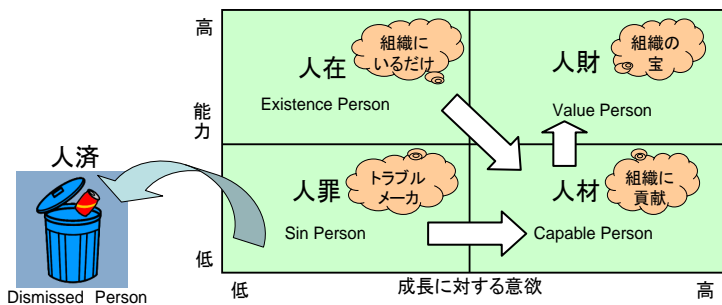 高
能
力
低
人在
組織に
いるだけ
Existence Person
人財
組織の
宝
Value Person
人済
Dismissed Person
人罪
トラブル
メーカ
Sin Person
人材
組織に
貢献
Capable Person
低
成長に対する意欲
高